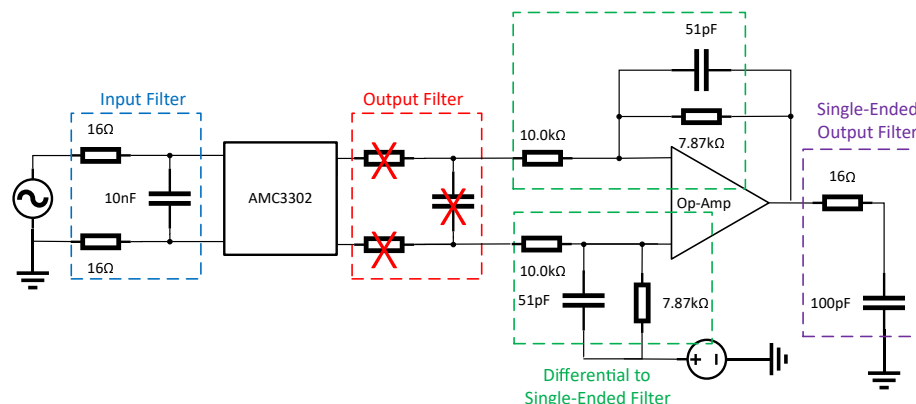 51pF
Input Filter
Output Filter
Single-Ended
Output Filter
16Ω
10.0kΩ
7.87kΩ
16Ω
10nF
AMC3302
Op-Amp
16Ω
10.0kΩ
51pF
7.87kΩ
100pF
+ -
Differential to
Single-Ended Filter